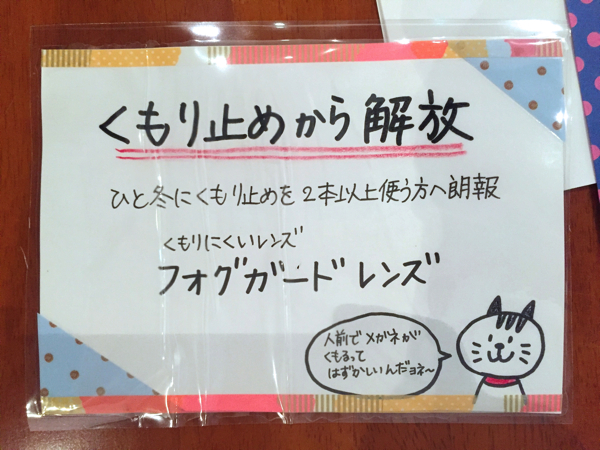 くもり止めから解放
ひと冬にくもり止めを2本以上使う方へ朗報
くもりにくいレンズ
フォグガードレンズ
人前でメガネが
くもるって
はずかしいんだヨネ〜